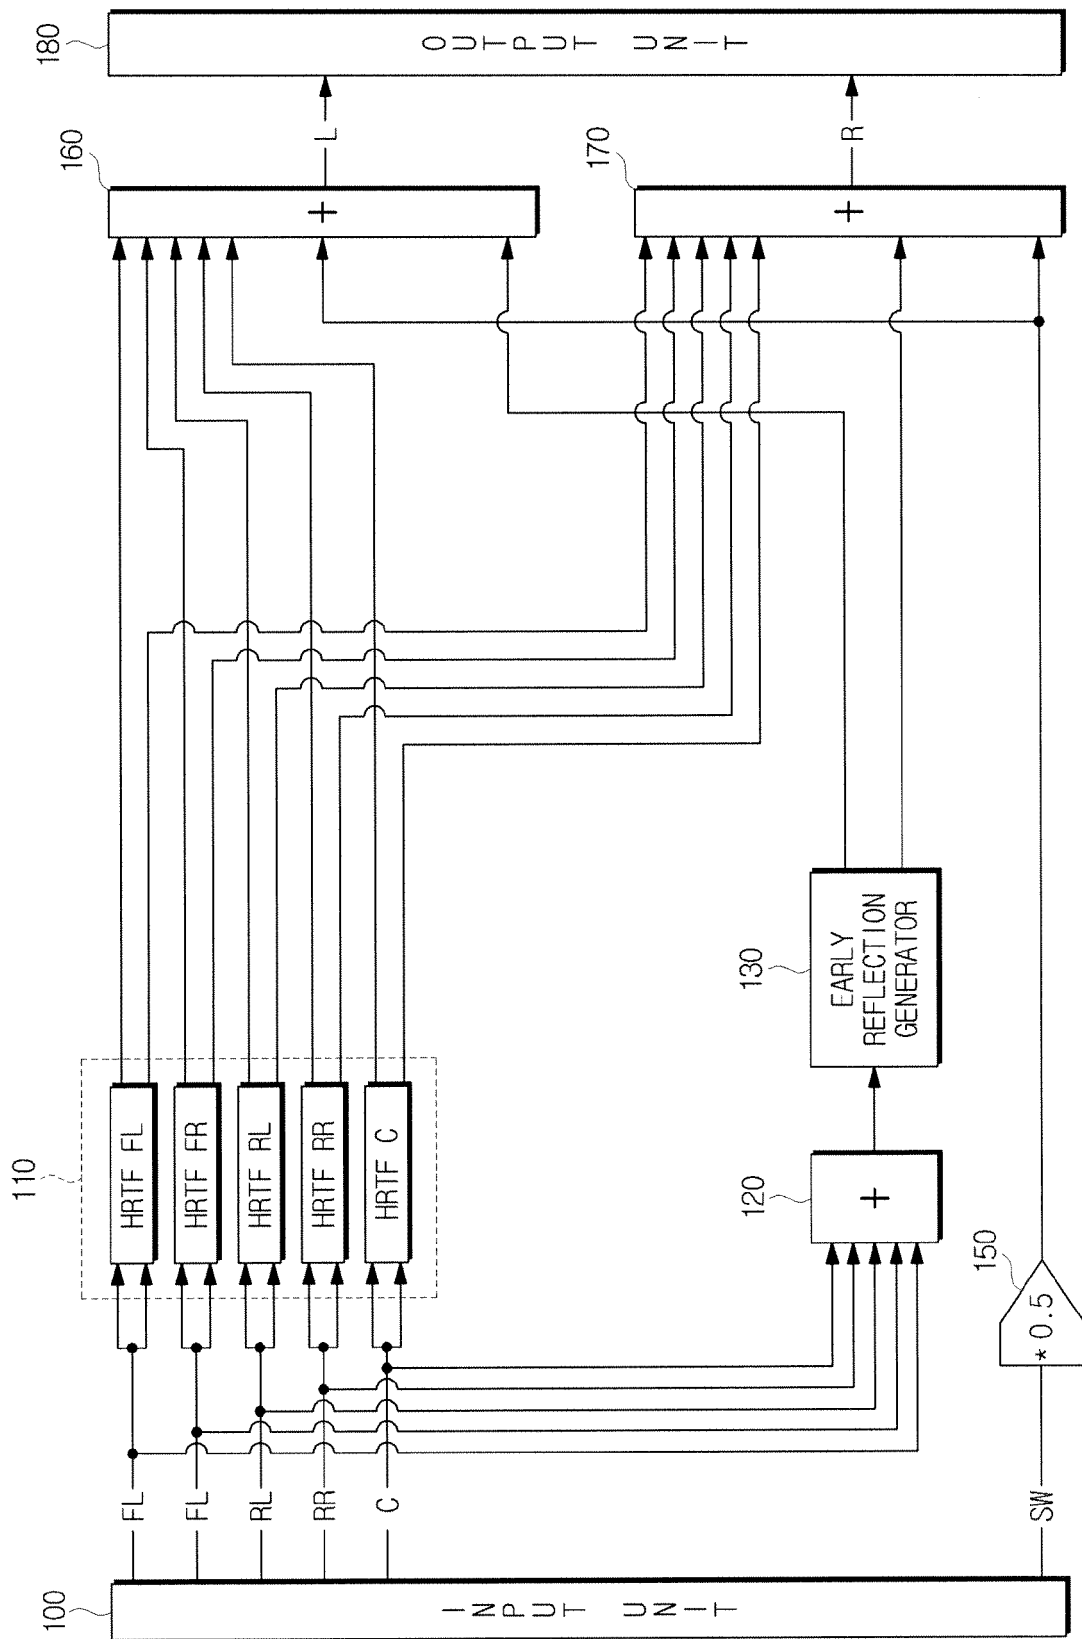 100
INPUT UNIT
FL
FL
RL
RR
C
SW
110
HRTF FL
HRTF FR
HRTF RL
HRTF RR
HRTF C
120
+
130
EARLY
REFLECTION
GENERATOR
150
* 0.5
160
+
170
+
L
R
180
OUTPUT UNIT